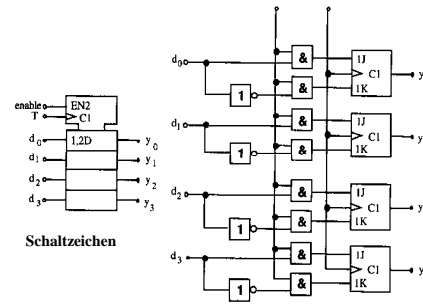 enable
T
EN2
C1
d0
1,2D
y0
d1
y1
d2
y2
d3
y3
Schaltzeichen
d0
&
1J
C1
y
1
&
1K
d1
&
1J
C1
y
1
&
1K
d2
&
1J
C1
y
1
&
1K
d3
&
1J
C1
y
1
&
1K